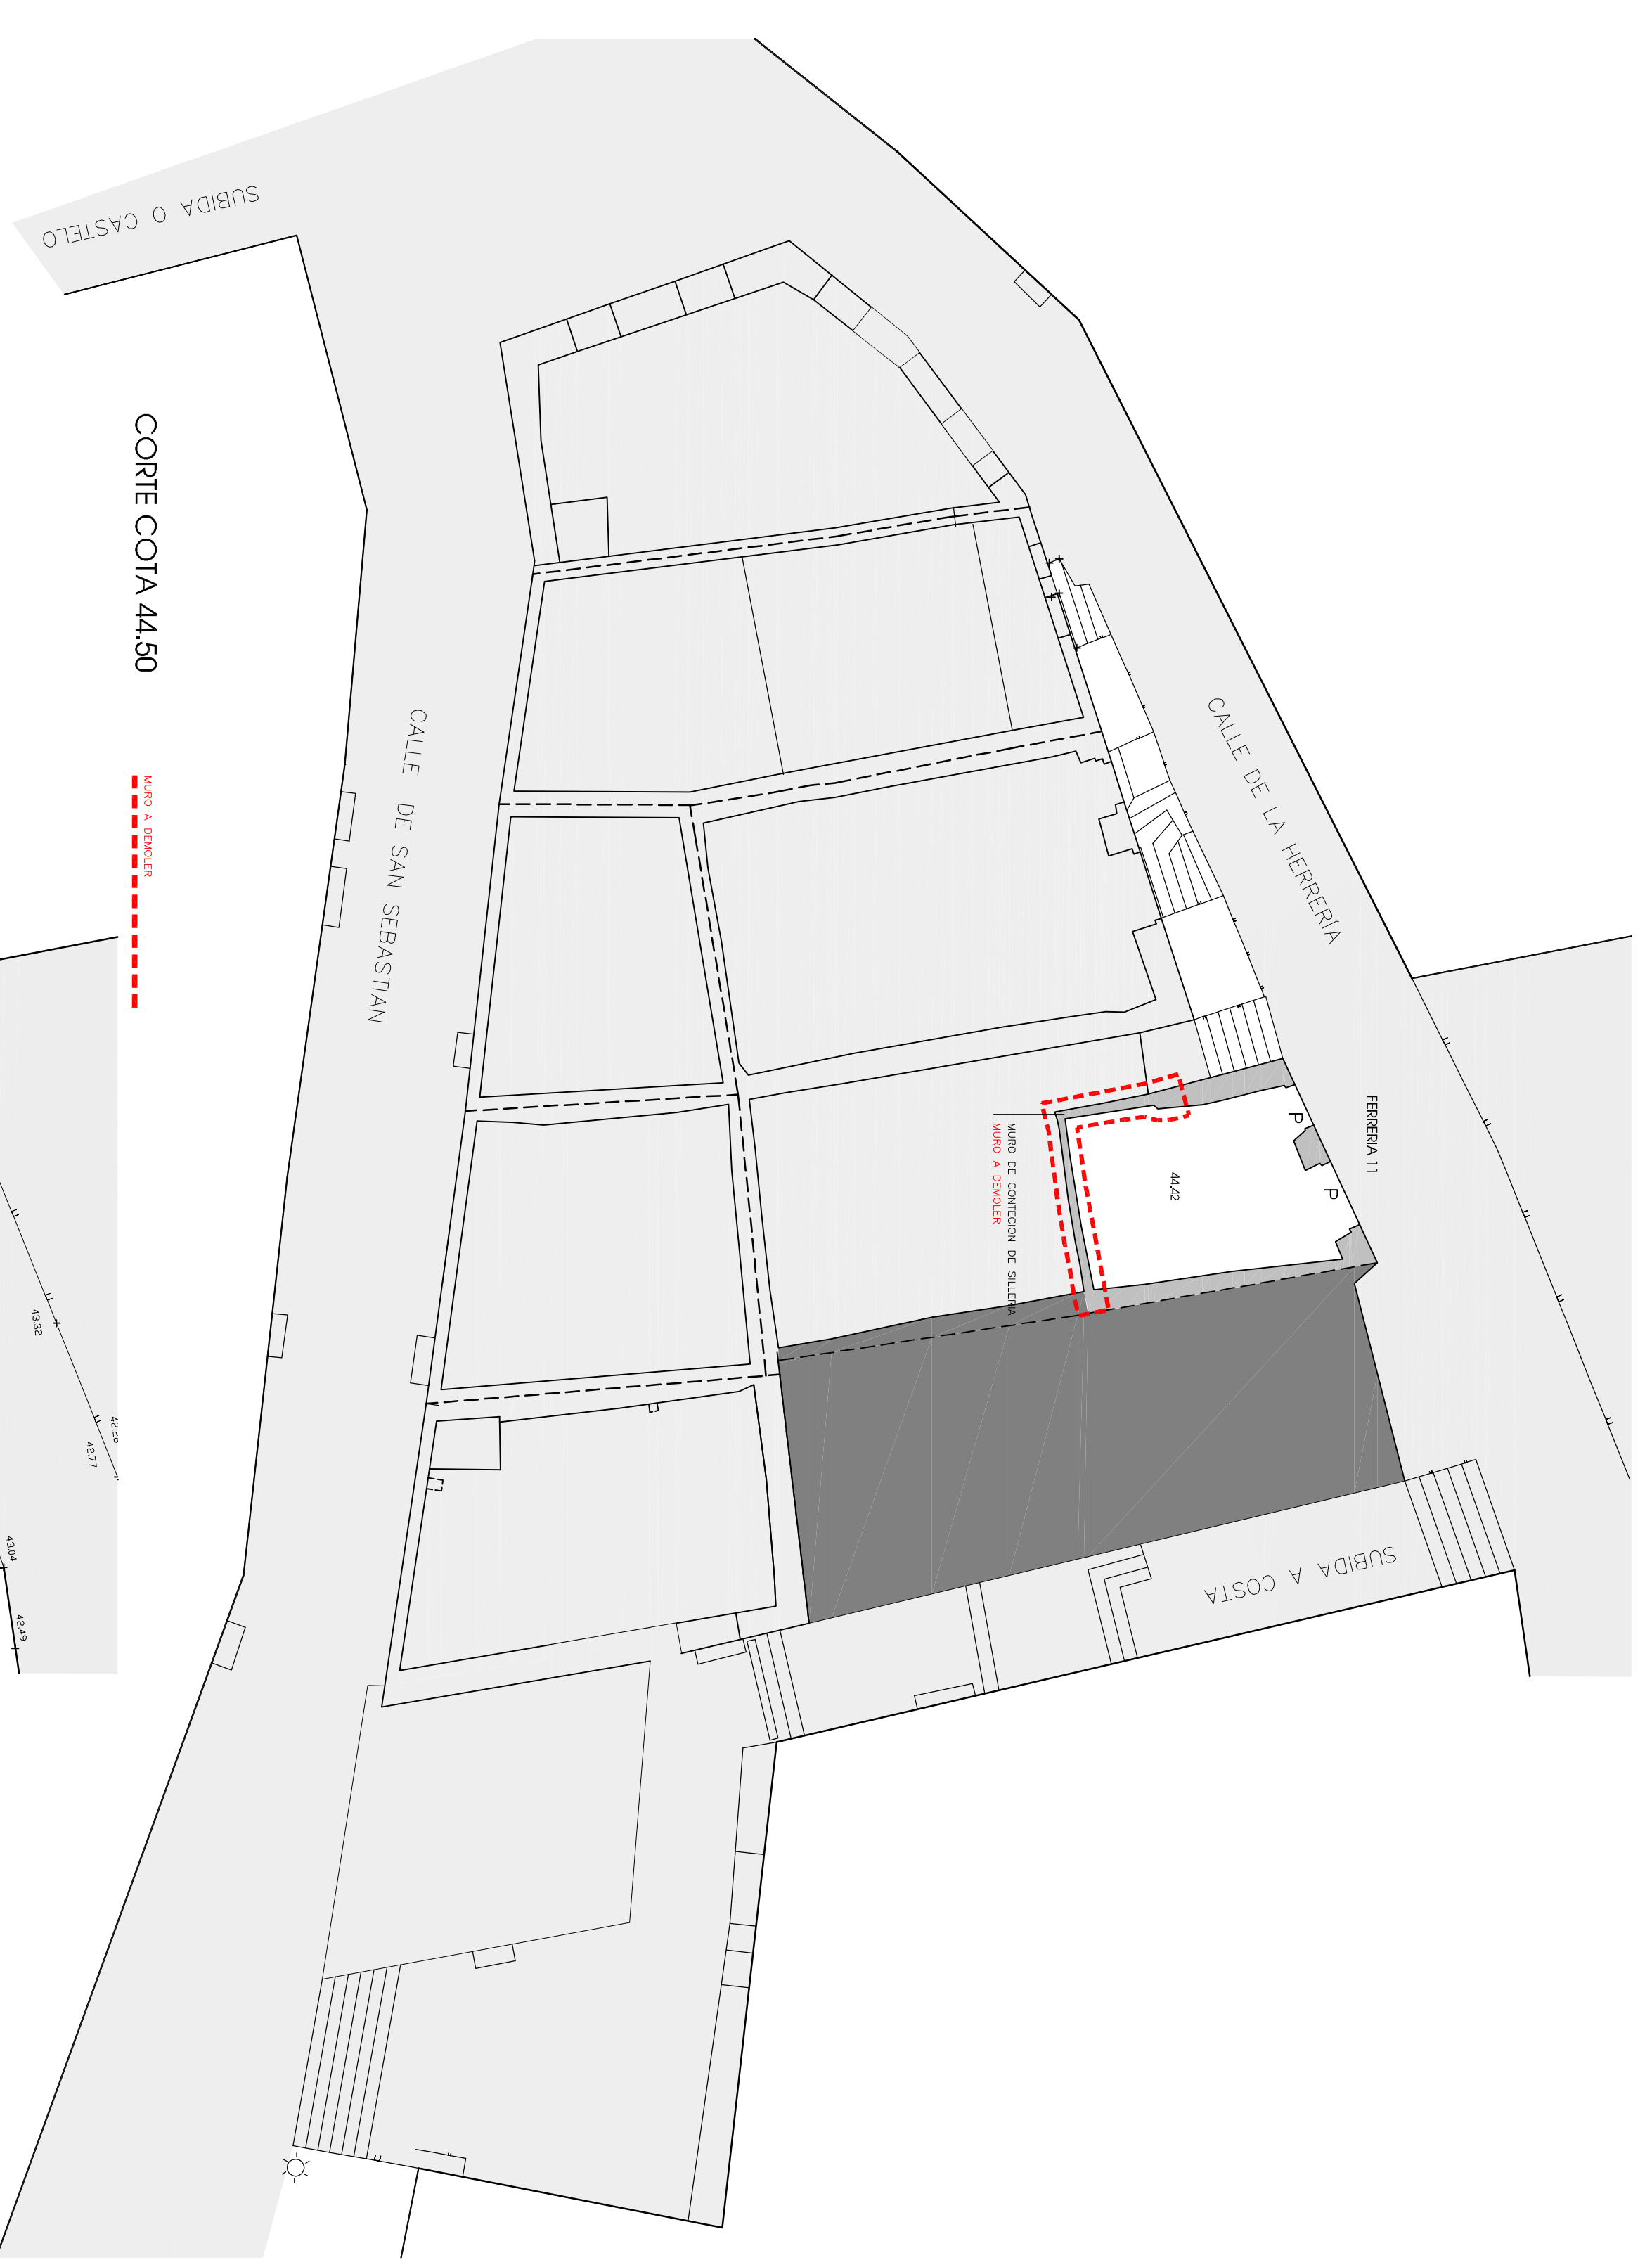 SUBIDA O CASTELO
CORTE COTA 44.50
MURO A DEMOLER
CALLE DE SAN SEBASTIAN
CALLE DE LA HERRERÍA
FERRERIA 11
P
P
44.42
MURO DE CONTECION DE SILLERIA
MURO A DEMOLER
SUBIDA A COSTA
43.32
42.77
43.04
42.49